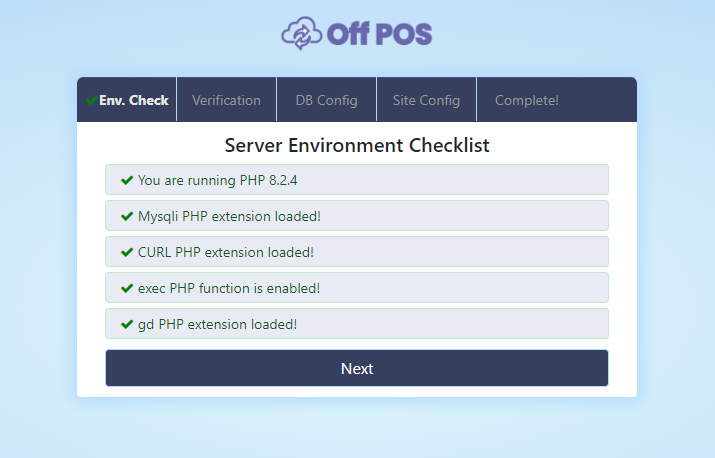 Off POS
Env. Check
Verification
DB Config
Site Config
Complete!
Server Environment Checklist
You are running PHP 8.2.4
Mysqli PHP extension loaded!
CURL PHP extension loaded!
exec PHP function is enabled!
gd PHP extension loaded!
Next